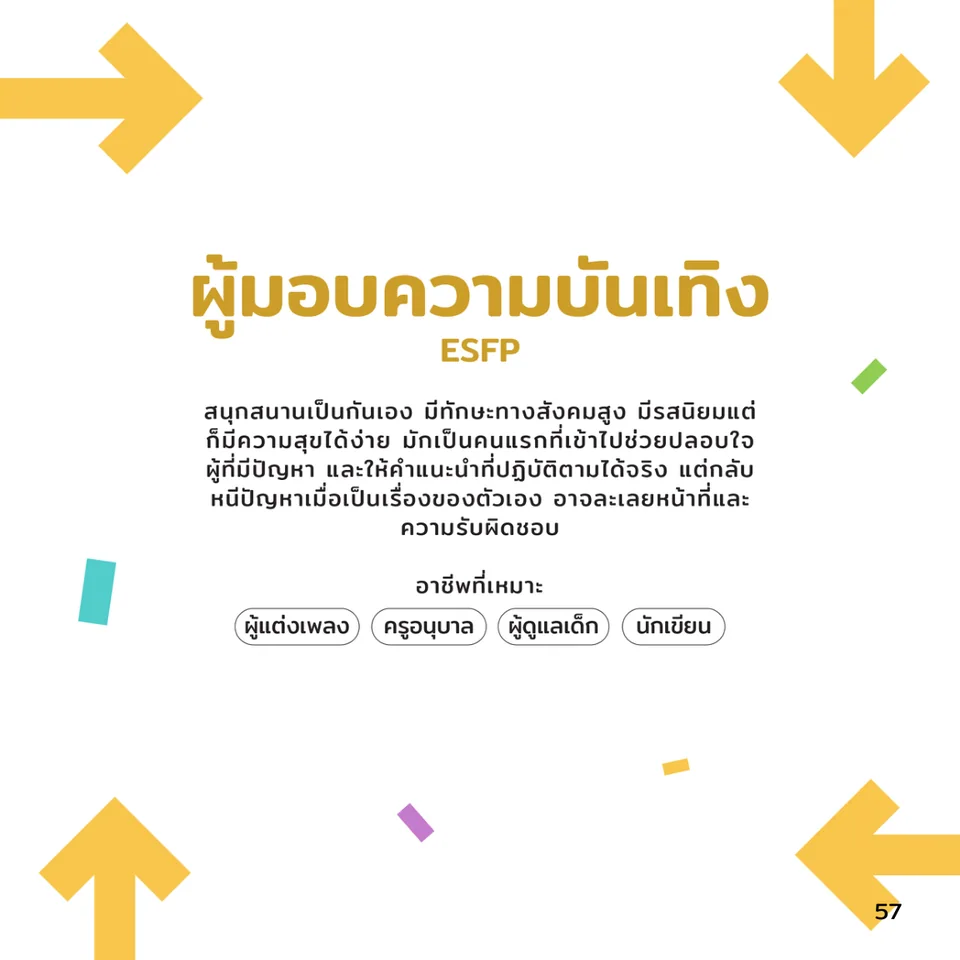 ผู้มอบความบันเทิง
ESFP
สนุกสนานเป็นกันเอง มีทักษะทางสังคมสูง มีรสนิยมแต่
ก็มีความสุขได้ง่าย มักเป็นคนแรกที่เข้าไปช่วยปลอบใจ
ผู้ที่มีปัญหา และให้คำแนะนำที่ปฏิบัติตามได้จริง แต่กลับ
หนีปัญหาเมื่อเป็นเรื่องของตัวเอง อาจละเลยหน้าที่และ
ความรับผิดชอบ
อาชีพที่เหมาะ
ผู้แต่งเพลง ครูอนุบาล ผู้ดูแลเด็ก นักเขียน
57